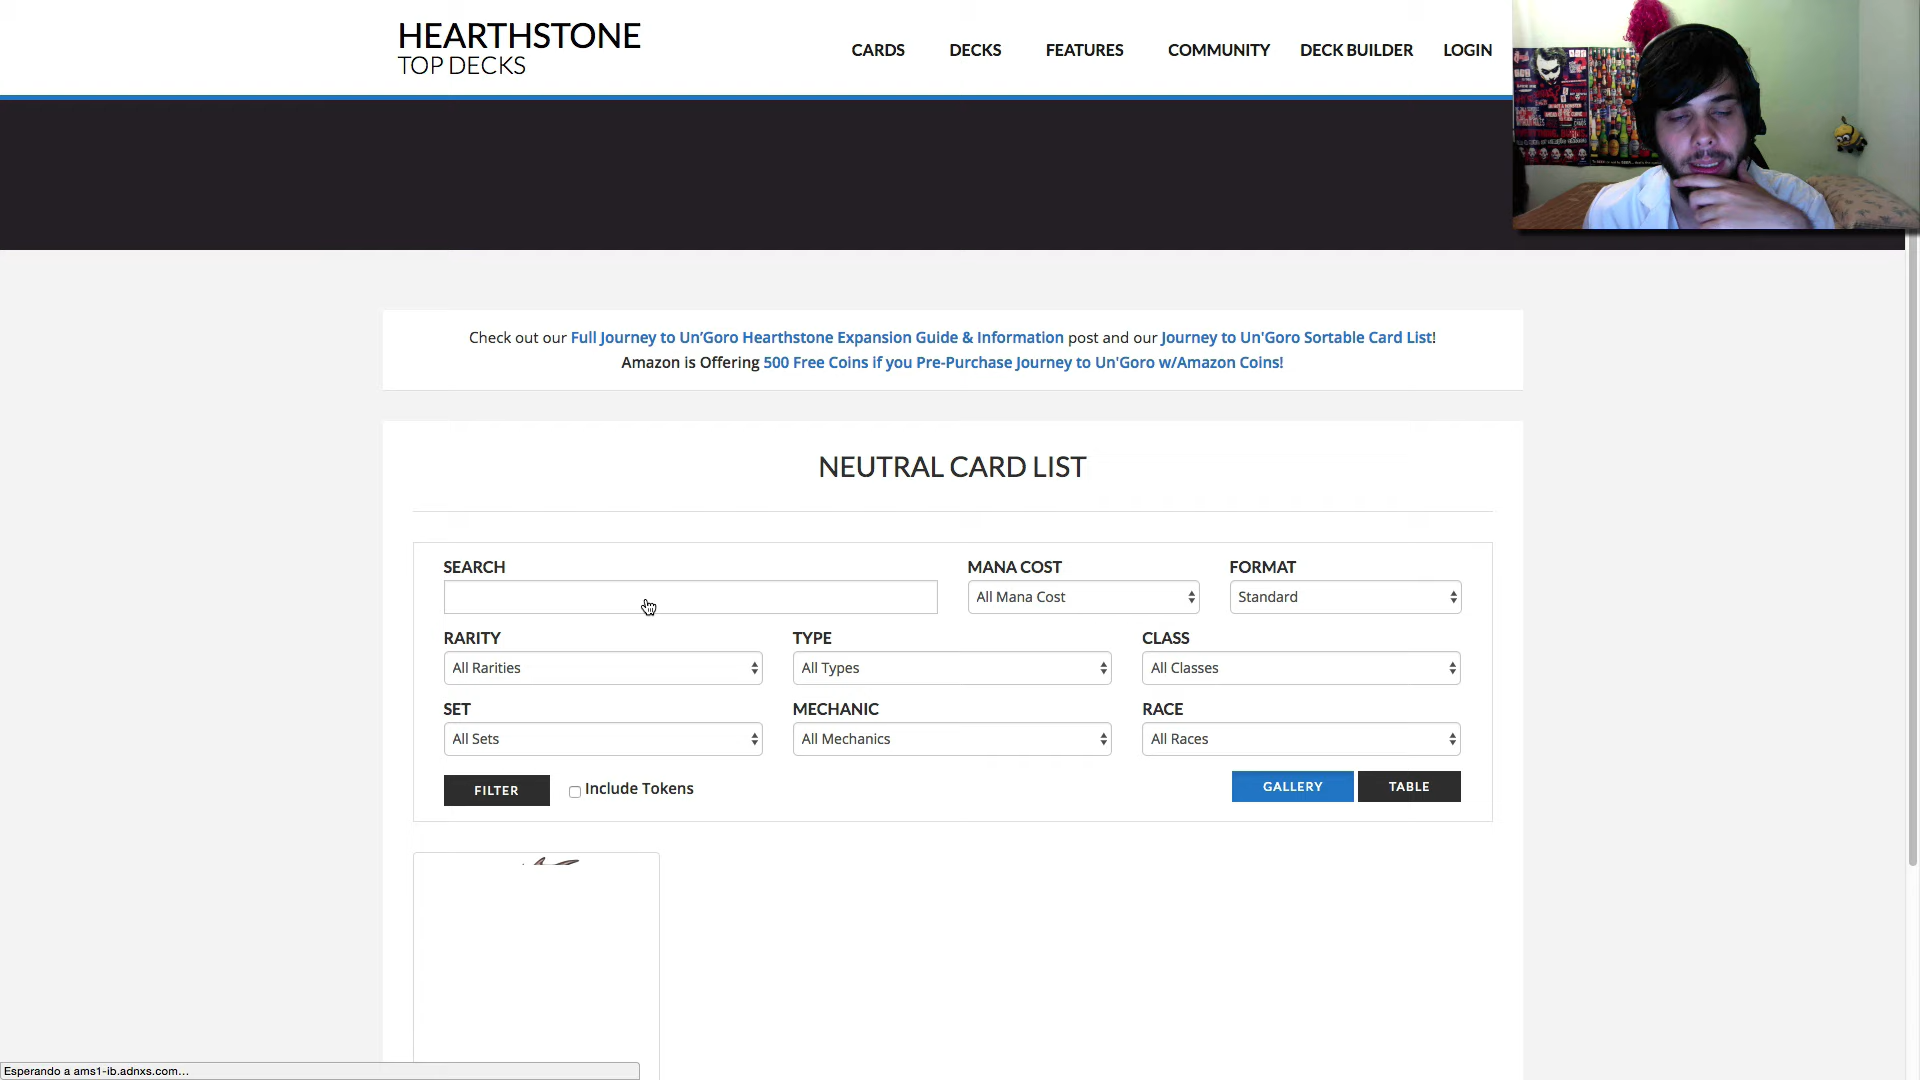 HEARTHSTONE
TOP DECKS
CARDS DECKS FEATURES COMMUNITY DECK BUILDER LOGIN
Check out our Full Journey to Un'Goro Hearthstone Expansion Guide & Information post and our Journey to Un'Goro Sortable Card List!
Amazon is Offering 500 Free Coins if you Pre-Purchase Journey to Un'Goro w/Amazon Coins!
NEUTRAL CARD LIST
SEARCH MANA COST FORMAT
All Mana Cost Standard
RARITY TYPE CLASS
All Rarities All Types All Classes
SET MECHANIC RACE
All Sets All Mechanics All Races
FILTER Include Tokens GALLERY TABLE
Esperando a ams1-ib.adnxs.com...